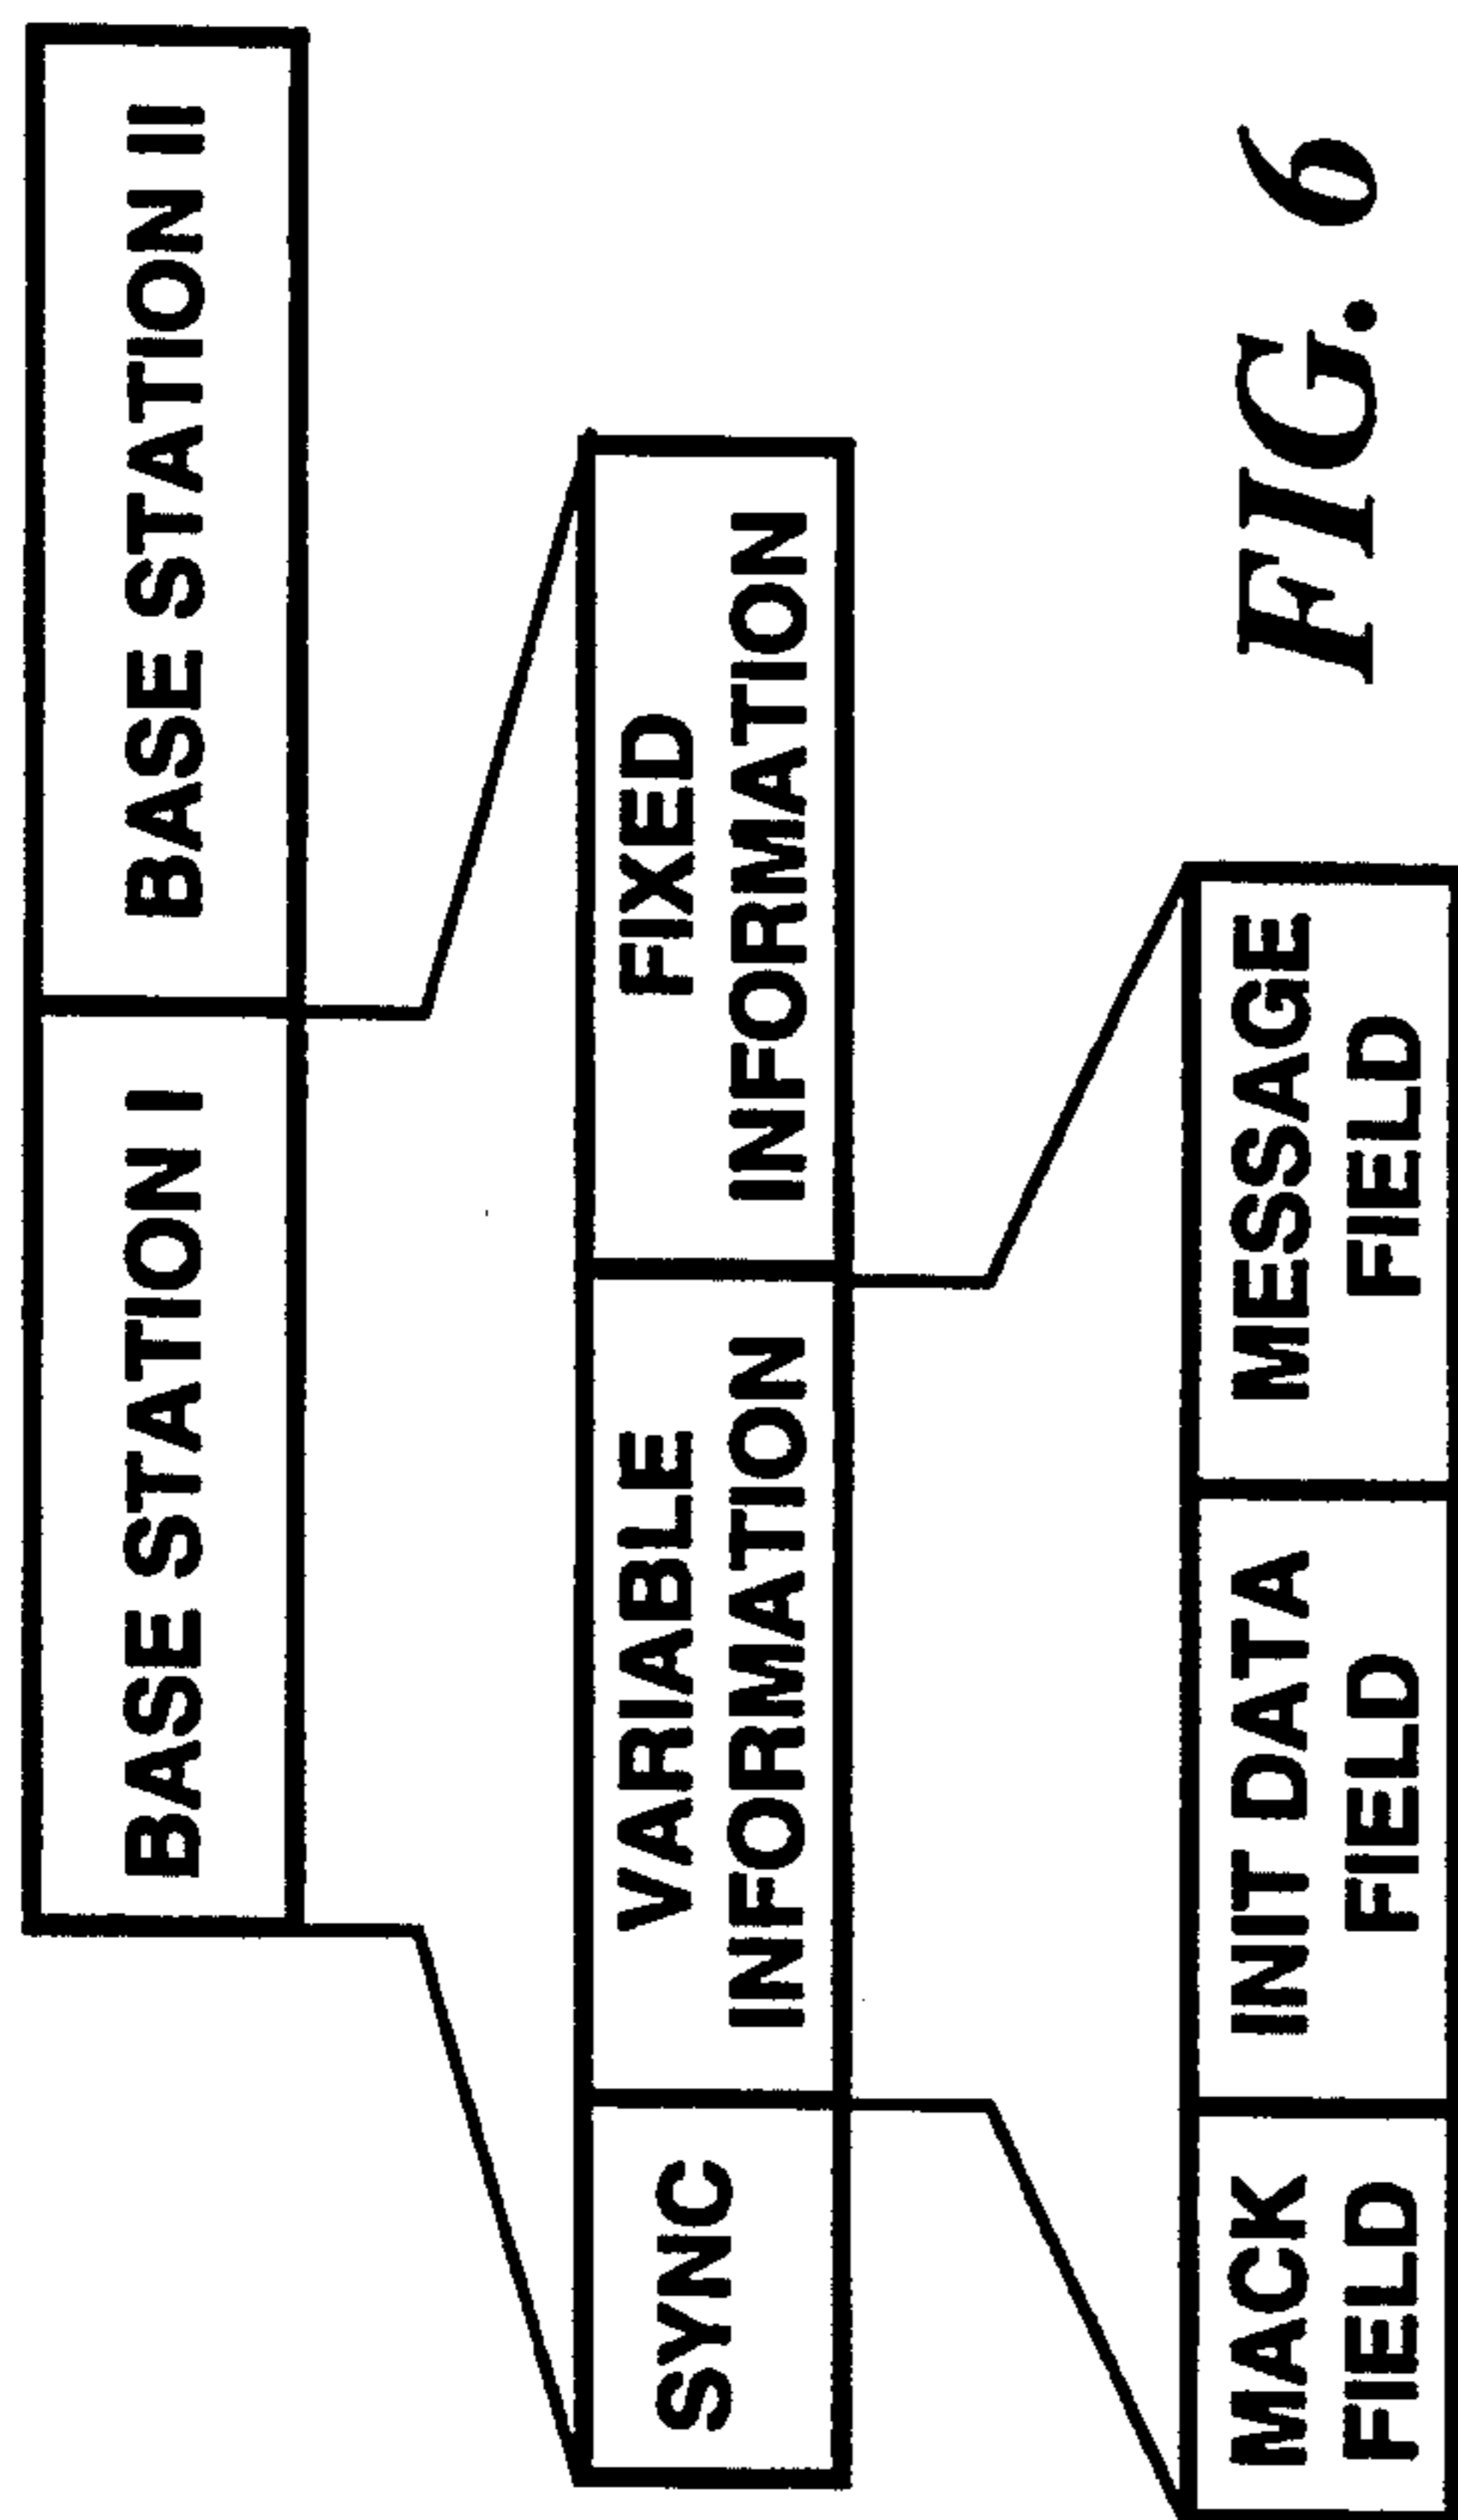 BASE STATION I
BASE STATION II
SYNC
VARIABLE
INFORMATION
FIXED
INFORMATION
MACK
FIELD
INIT DATA
FIELD
MESSAGE
FIELD
FIG. 6